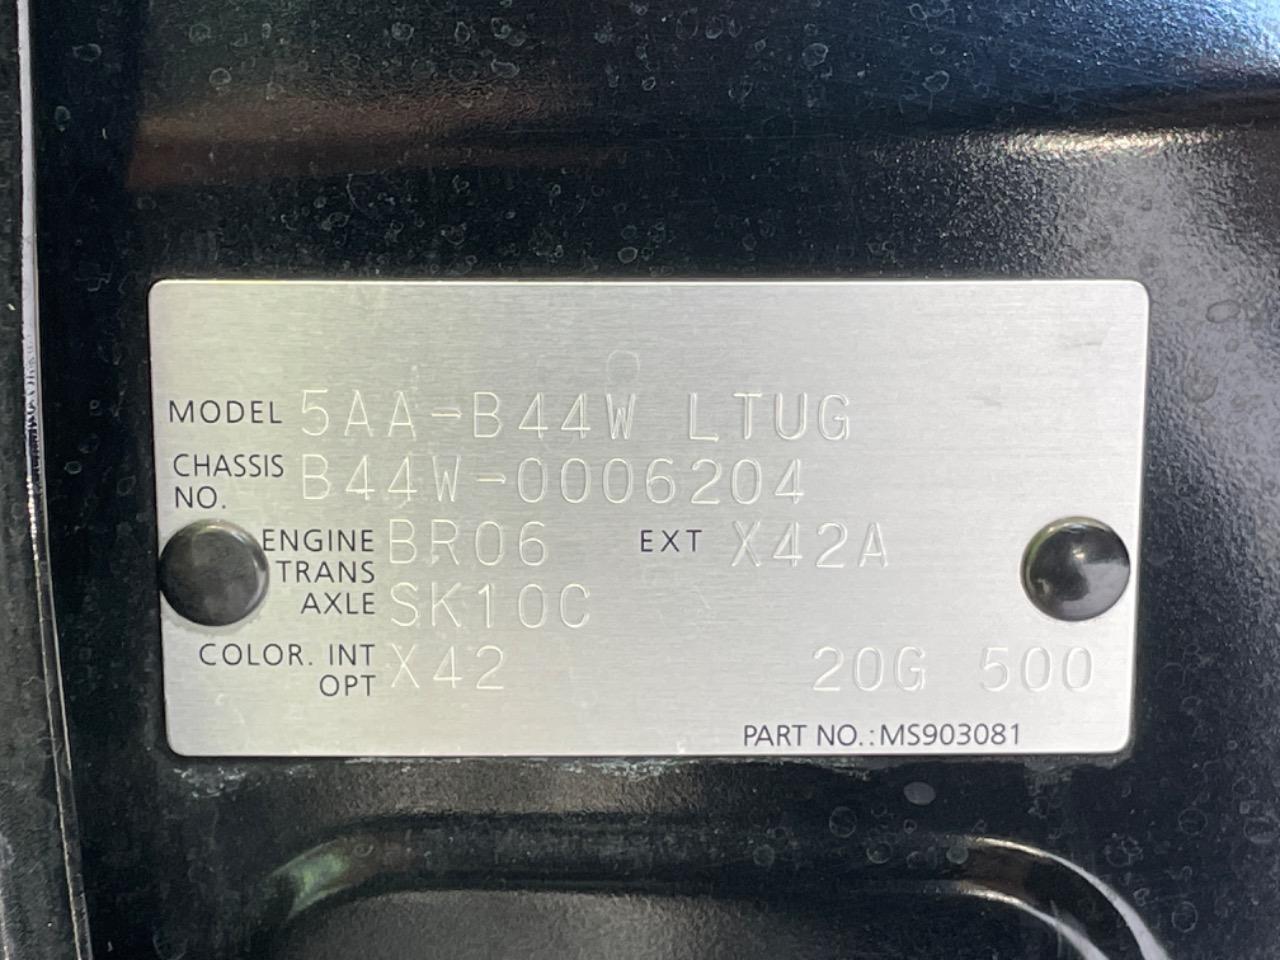 MODEL 5AA-B44W LTUG
CHASSIS NO. B44W-0006204
ENGINE BR06 EXT X42A
TRANS AXLE SK10C
COLOR. INT OPT X42 20G 500
PART NO.:MS903081